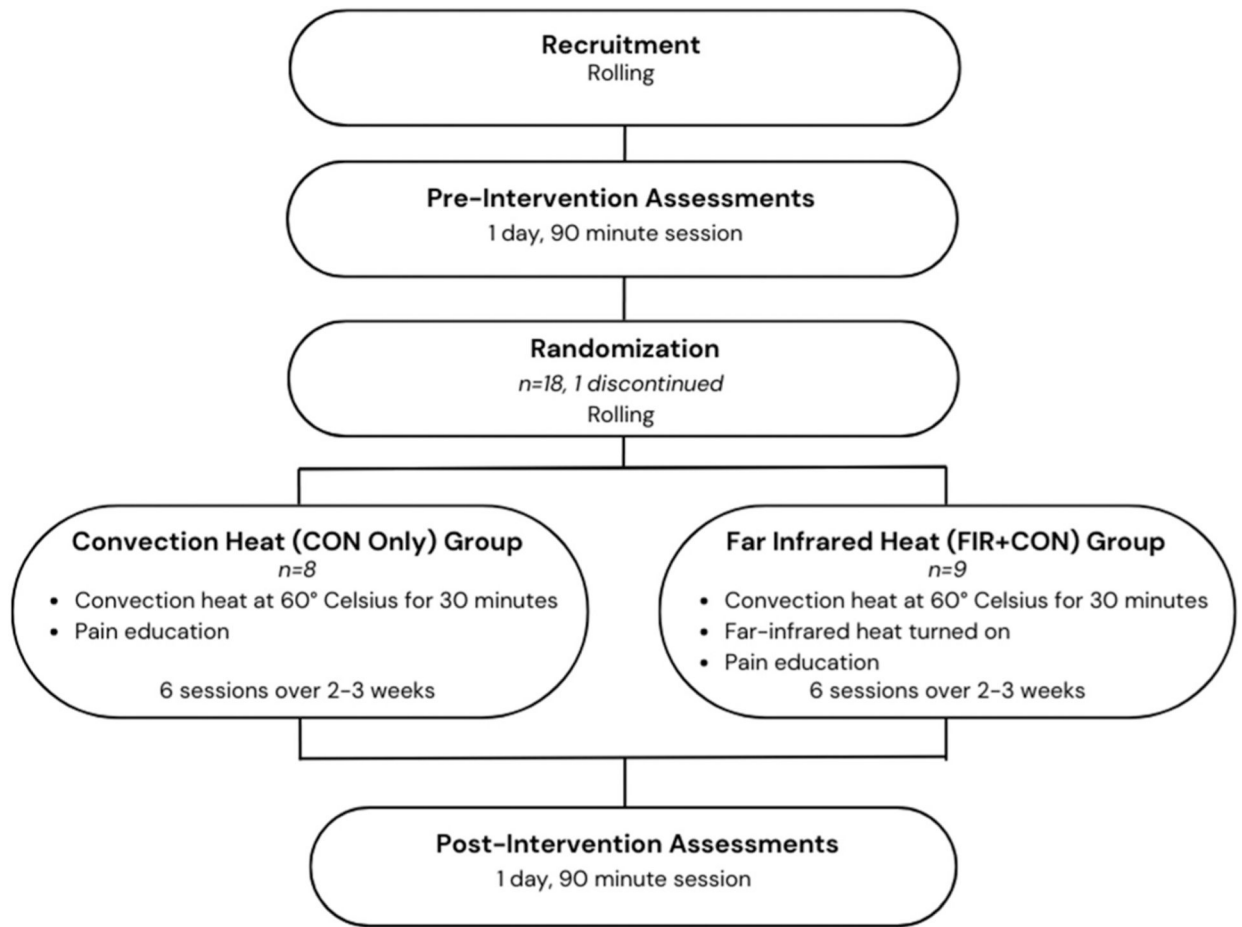 Recruitment
Rolling
Pre-Intervention Assessments
1 day, 90 minute session
Randomization
n=18, 1 discontinued
Rolling
Convection Heat (CON Only) Group
n=8
• Convection heat at 60° Celsius for 30 minutes
• Pain education
6 sessions over 2-3 weeks
Far Infrared Heat (FIR+CON) Group
n=9
• Convection heat at 60° Celsius for 30 minutes
• Far-infrared heat turned on
• Pain education
6 sessions over 2-3 weeks
Post-Intervention Assessments
1 day, 90 minute session